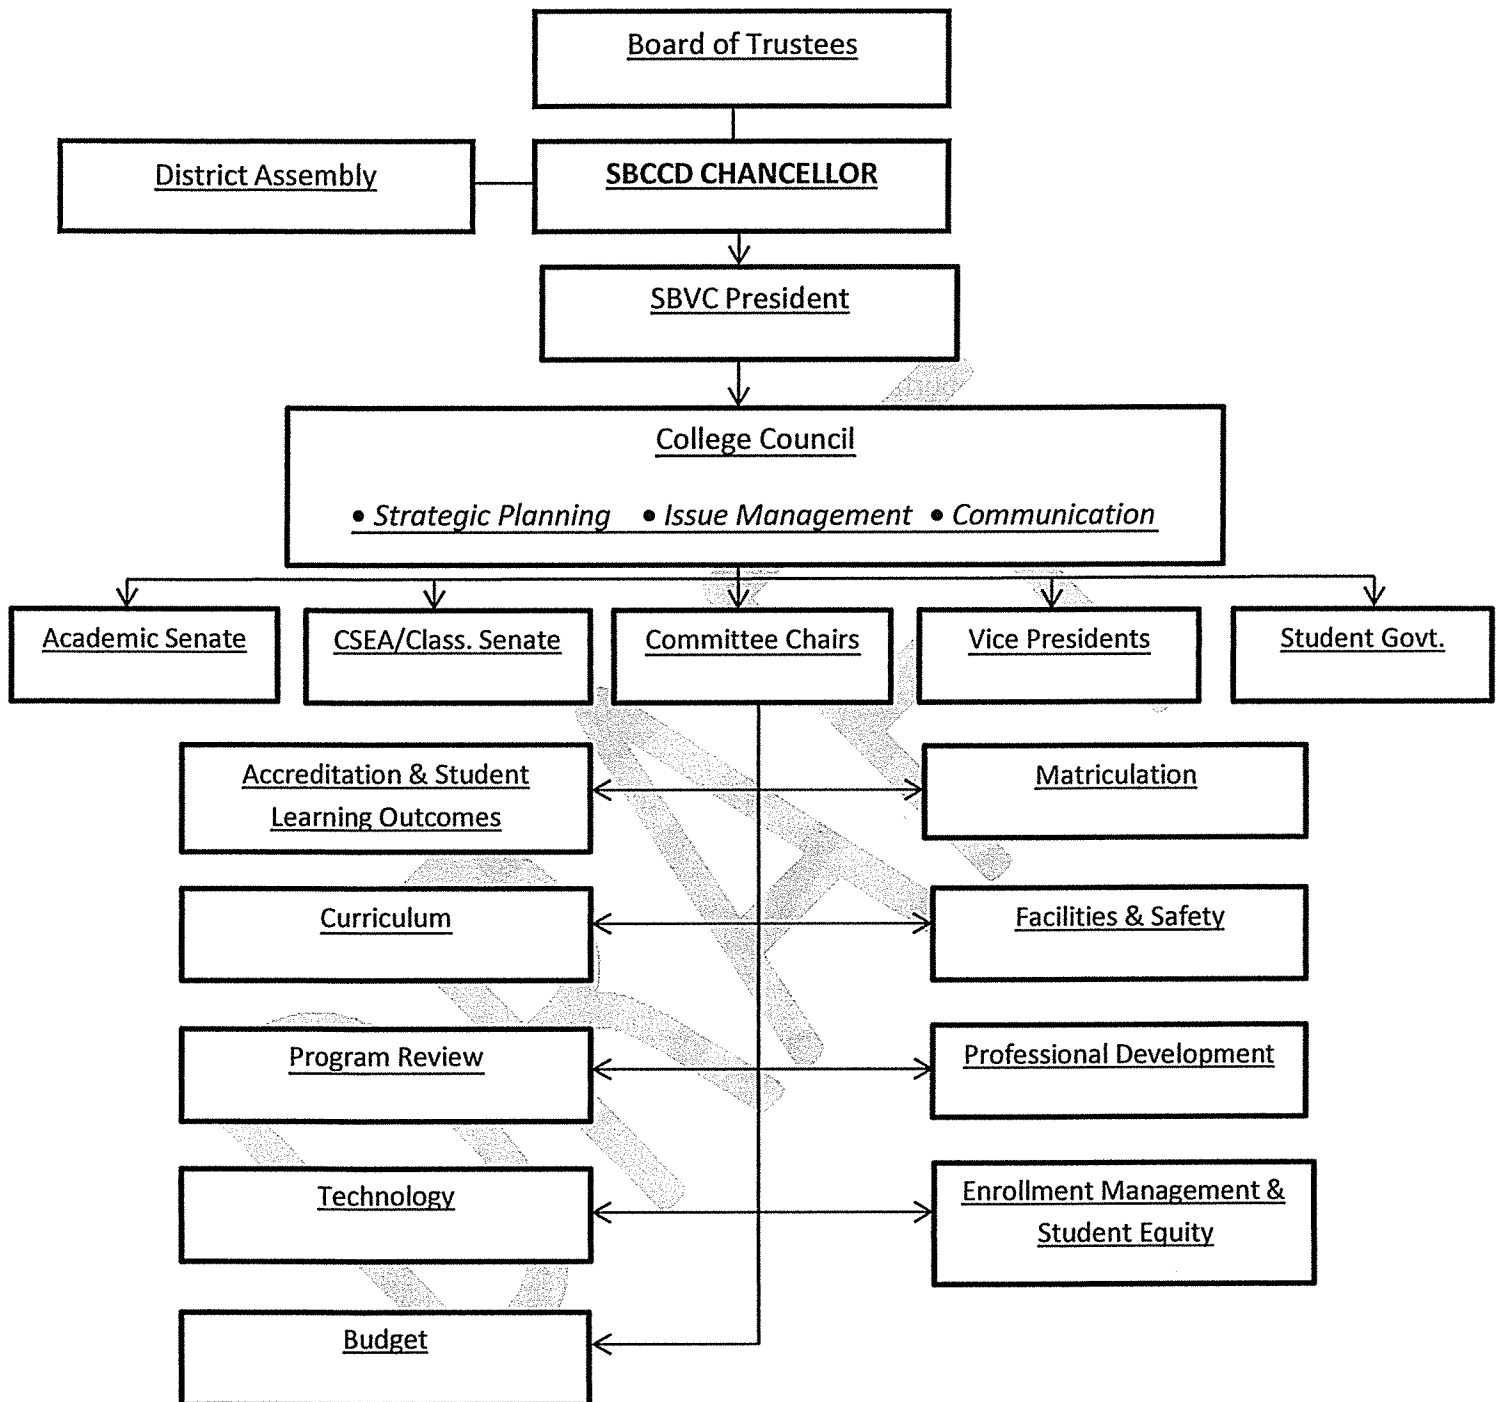 Board of Trustees
District Assembly
SBCCD CHANCELLOR
SBVC President
College Council
• Strategic Planning • Issue Management • Communication
Academic Senate
CSEA/Class. Senate
Committee Chairs
Vice Presidents
Student Govt.
Accreditation & Student
Learning Outcomes
Matriculation
Curriculum
Facilities & Safety
Program Review
Professional Development
Technology
Enrollment Management &
Student Equity
Budget